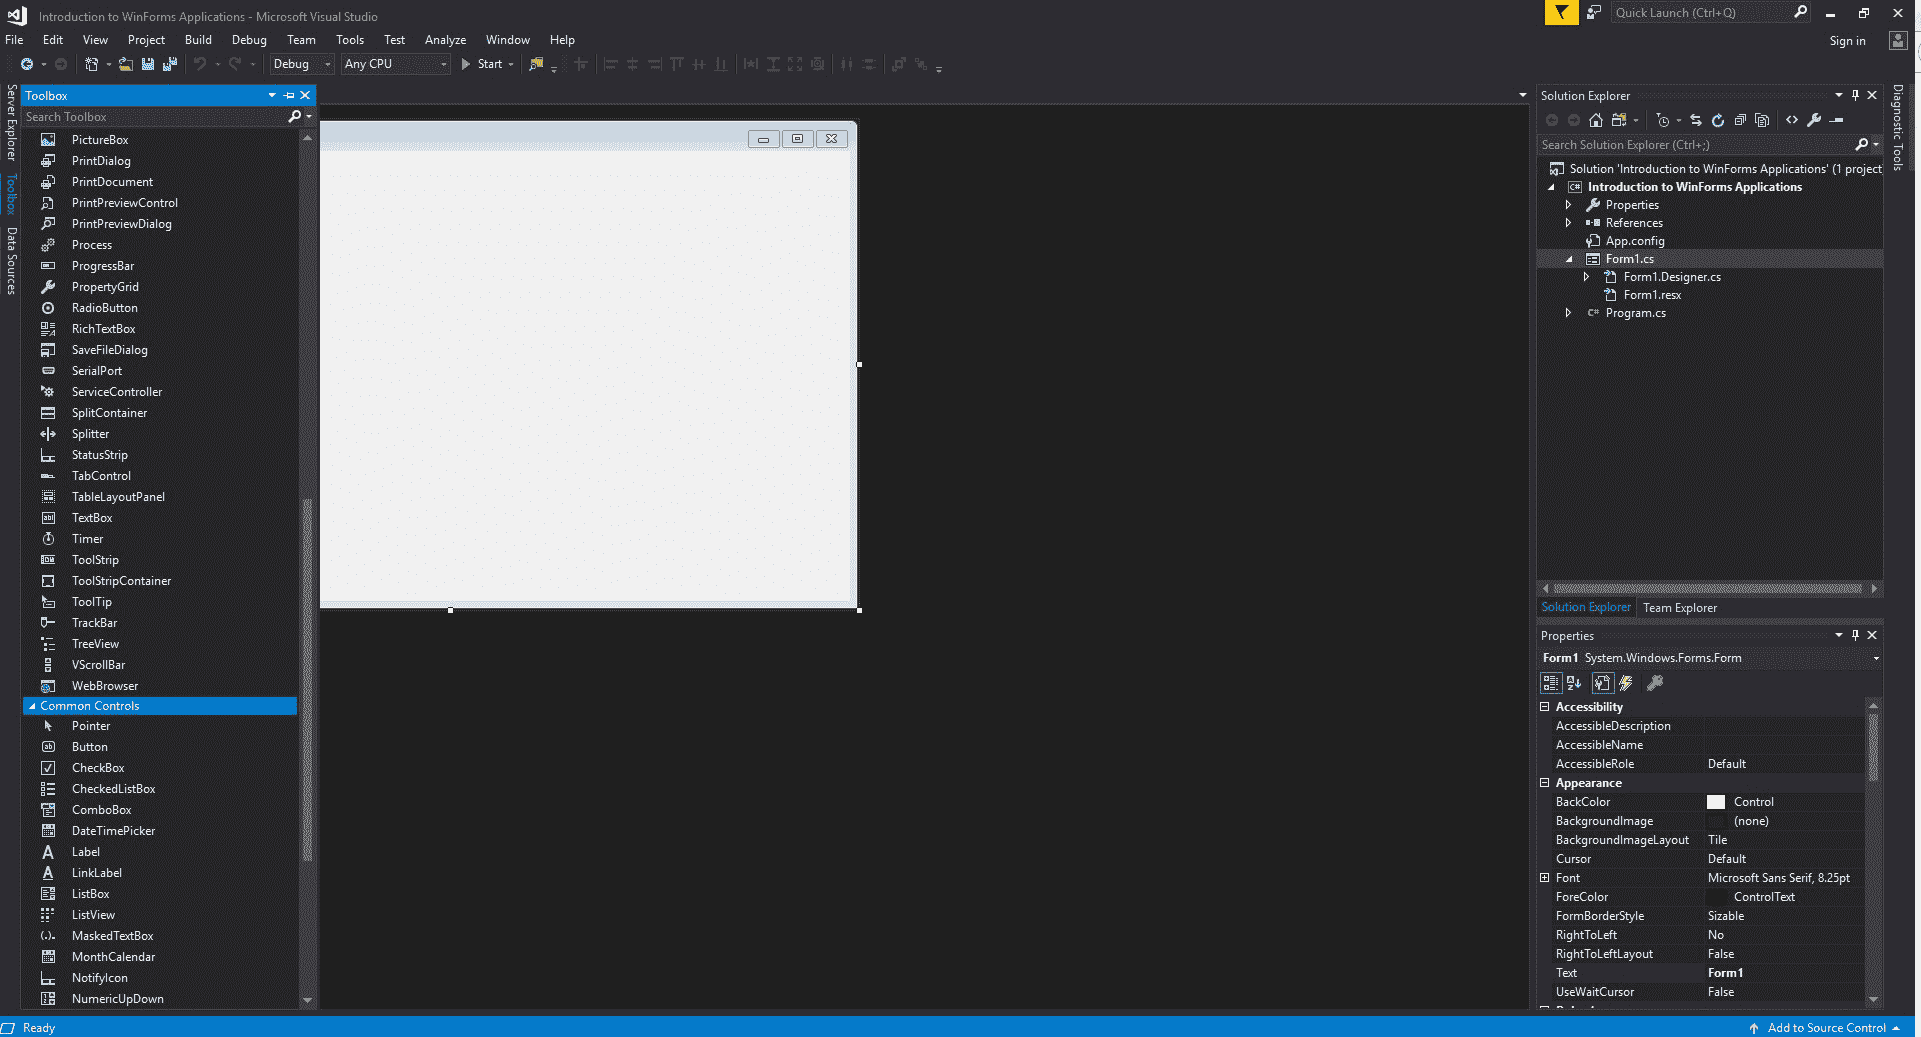 Introduction to WinForms Applications - Microsoft Visual Studio
Quick Launch (Ctrl+Q)
File Edit View Project Build Debug Team Tools Test Analyze Window Help
Sign in
Debug Any CPU Start
Server Explorer
Toolbox
Data Sources
Toolbox
Search Toolbox
PictureBox
PrintDialog
PrintDocument
PrintPreviewControl
PrintPreviewDialog
Process
ProgressBar
PropertyGrid
RadioButton
RichTextBox
SaveFileDialog
SerialPort
ServiceController
SplitContainer
Splitter
StatusStrip
TabControl
TableLayoutPanel
TextBox
Timer
ToolStrip
ToolStripContainer
ToolTip
TrackBar
TreeView
VScrollBar
WebBrowser
Common Controls
Pointer
Button
CheckBox
CheckedListBox
ComboBox
DateTimePicker
Label
LinkLabel
ListBox
ListView
MaskedTextBox
MonthCalendar
NotifyIcon
NumericUpDown
Solution Explorer
Search Solution Explorer (Ctrl+;)
Solution 'Introduction to WinForms Applications' (1 project
Introduction to WinForms Applications
Properties
References
App.config
Form1.cs
Form1.Designer.cs
Form1.resx
C# Program.cs
Solution Explorer Team Explorer
Diagnostic Tools
Properties
Form1 System.Windows.Forms.Form
Accessibility
AccessibleDescription
AccessibleName
AccessibleRole Default
Appearance
BackColor Control
BackgroundImage (none)
BackgroundImageLayout Tile
Cursor Default
Font Microsoft Sans Serif, 8.25pt
ForeColor ControlText
FormBorderStyle Sizable
RightToLeft No
RightToLeftLayout False
Text Form1
UseWaitCursor False
Ready
Add to Source Control